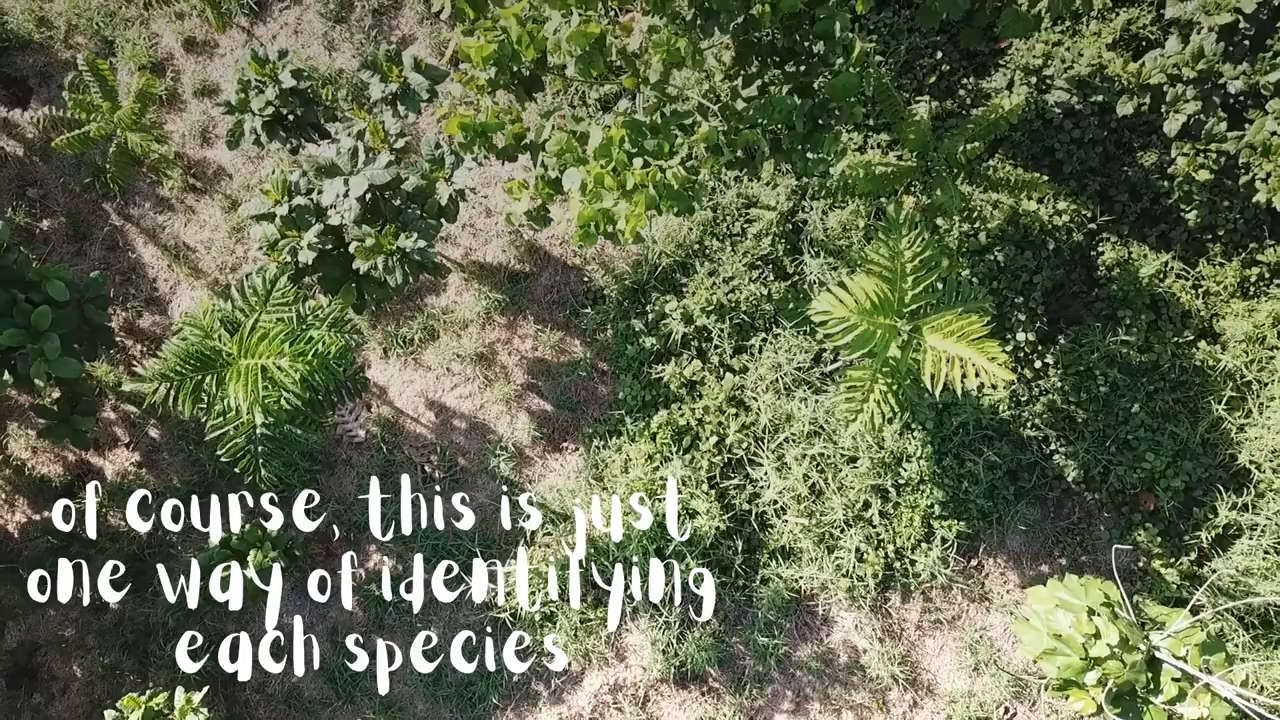 of course, this is just
one way of identifying
each species